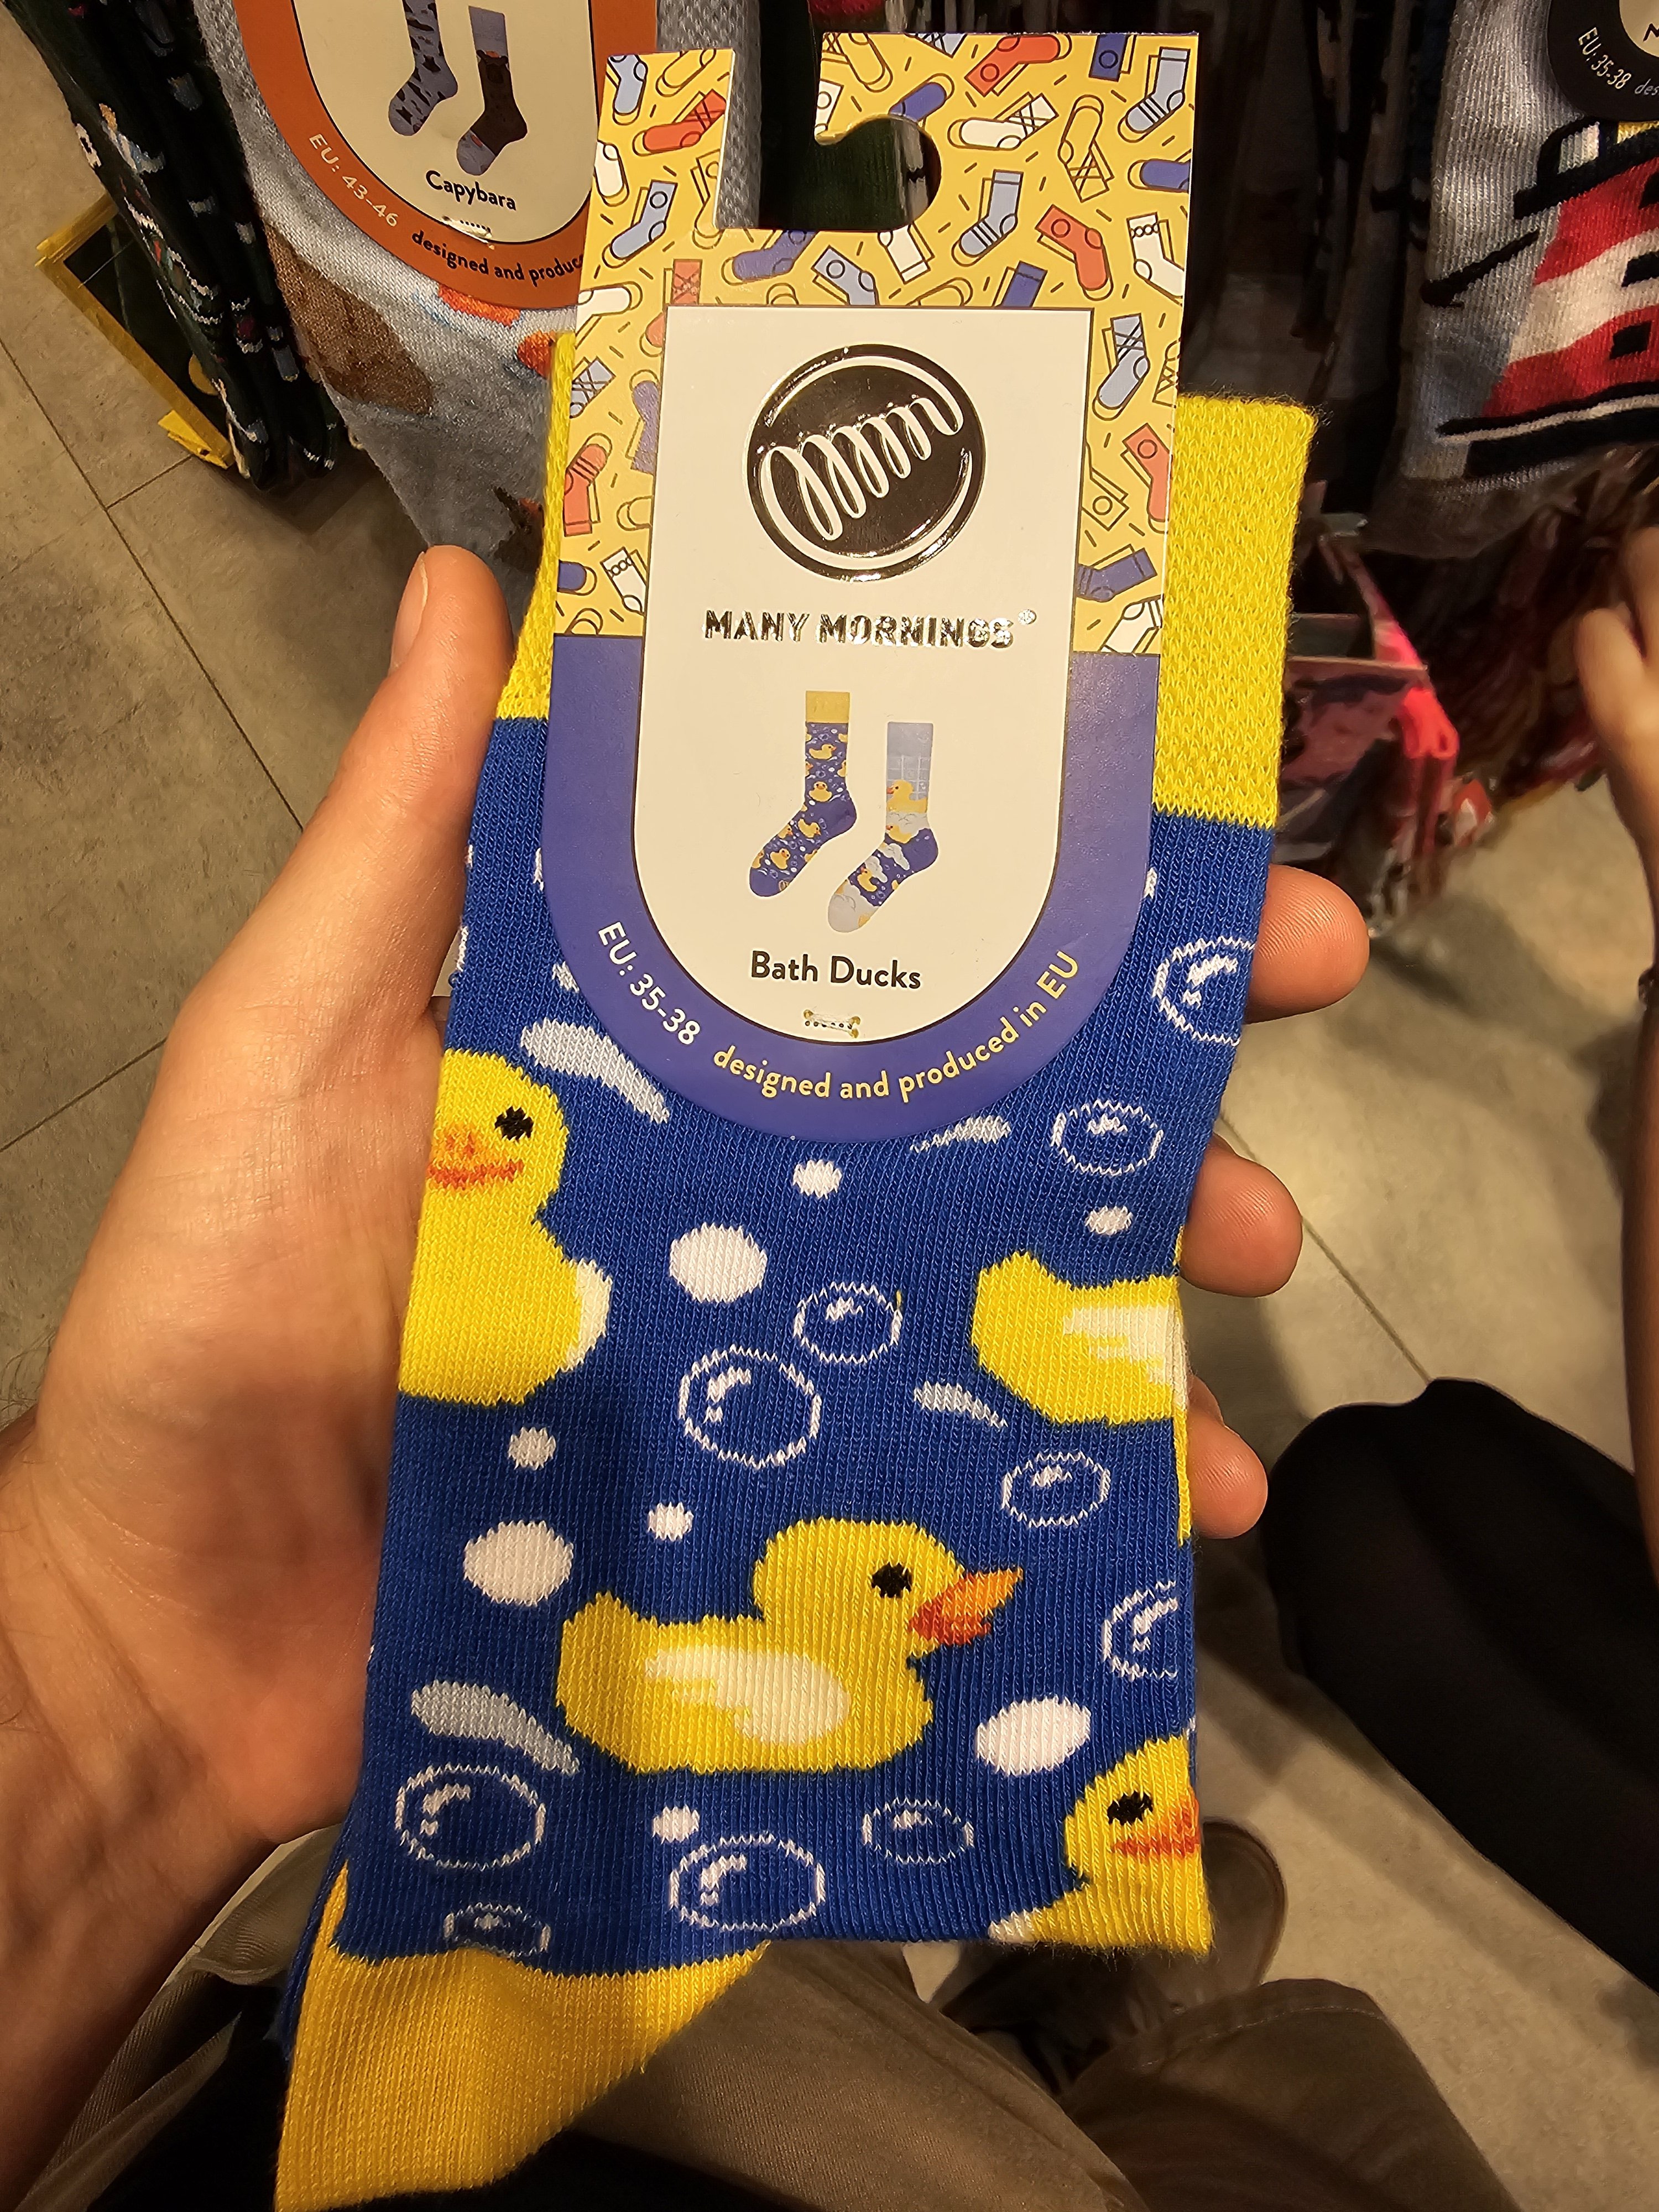 Capybara
EU: 43-46 designed and
MANY MORNINGS®
Bath Ducks
EU: 35-38 designed and produced in EU
EU: 35-38